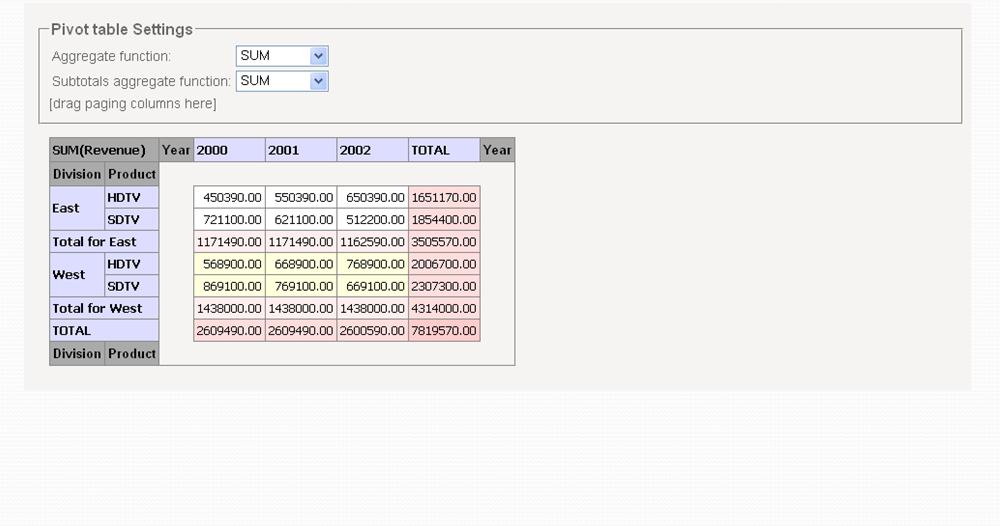 Pivot table Settings
Aggregate function: SUM
Subtotals aggregate function: SUM
[drag paging columns here]
SUM(Revenue) Year 2000 2001 2002 TOTAL Year
Division Product
East HDTV 450390.00 550390.00 650390.00 1651170.00
SDTV 721100.00 621100.00 512200.00 1854400.00
Total for East 1171490.00 1171490.00 1162590.00 3505570.00
West HDTV 568900.00 668900.00 768900.00 2006700.00
SDTV 869100.00 769100.00 669100.00 2307300.00
Total for West 1438000.00 1438000.00 1438000.00 4314000.00
TOTAL 2609490.00 2609490.00 2600590.00 7819570.00
Division Product